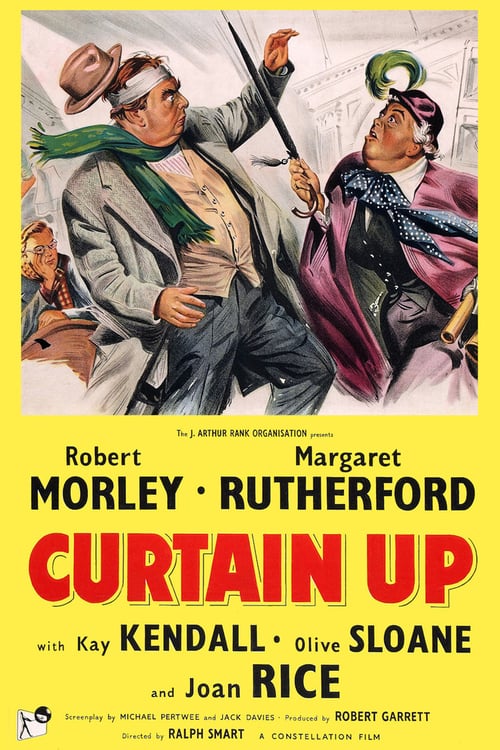 The J. ARTHUR RANK ORGANISATION presents
Robert Margaret
MORLEY · RUTHERFORD
CURTAIN UP
with Kay KENDALL · Olive SLOANE
and Joan RICE
Screenplay by MICHAEL PERTWEE and JACK DAVIES · Produced by ROBERT GARRETT
Directed by RALPH SMART A CONSTELLATION FILM